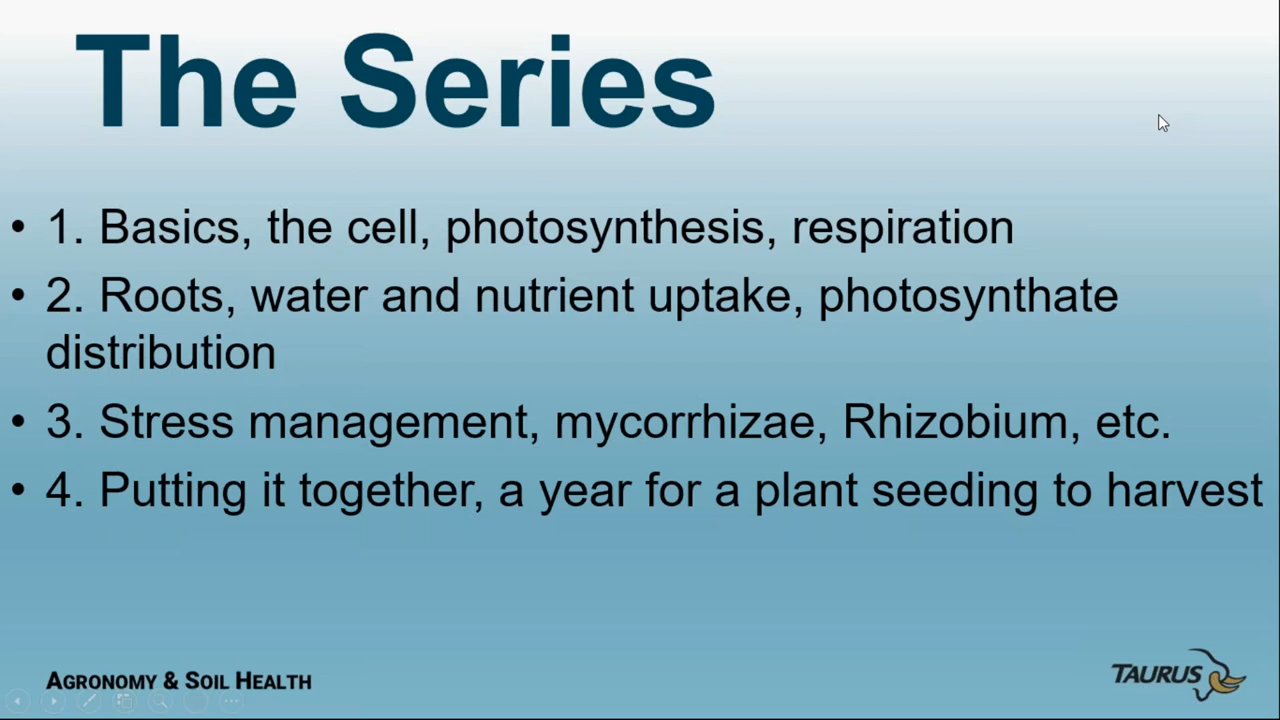 The Series
• 1. Basics, the cell, photosynthesis, respiration
• 2. Roots, water and nutrient uptake, photosynthate
distribution
• 3. Stress management, mycorrhizae, Rhizobium, etc.
• 4. Putting it together, a year for a plant seeding to harvest
AGRONOMY & SOIL HEALTH
TAURUS